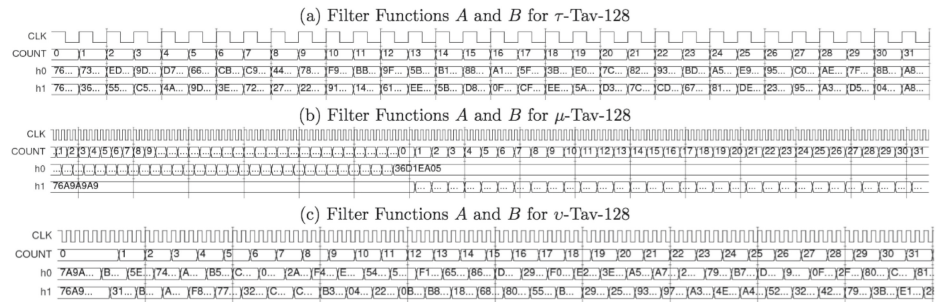 (a) Filter Functions A and B for τ-Tav-128
CLK
COUNT 0 1 2 3 4 5 6 7 8 9 10 11 12 13 14 15 16 17 18 19 20 21 22 23 24 25 26 27 28 29 30 31
h0 76... 73... ED... 9D... D7... 66... CB... C9... 44... 78... F9... BB... 9F... 5B... B1... 88... A1... 5F... 3B... E0... 7C... 82... 93... BD... A5... E9... 95... C0... AE... 7F... 8B... A8...
h1 76... 36... 55... C5... 4A... 9D... 3E... 72... 27... 22... 91... 14... 61... EE... 5B... D8... 0F... CF... EE... 5A... D3... 7C... CD... 67... 81... DE... 23... 95... A3... D5... 04... A8...
(b) Filter Functions A and B for μ-Tav-128
CLK
COUNT 1 2 3 4 5 6 7 8 9 ... ... ... ... ... ... ... ... ... ... ... ... ... ... ... ... ... ... ... ... ... ... 0 1 2 3 4 5 6 7 8 9 10 11 12 13 14 15 16 17 18 19 20 21 22 23 24 25 26 27 28 29 30 31
h0 ... ... ... ... ... ... ... ... ... ... ... ... ... ... ... ... ... ... ... ... ... ... ... ... ... ... ... ... ... ... ... 36D1EA05
h1 76A9A9A9 ... ... ... ... ... ... ... ... ... ... ... ... ... ... ... ... ... ... ... ... ... ... ... ... ... ... ... ... ... ... ...
(c) Filter Functions A and B for υ-Tav-128
CLK
COUNT 0 1 2 3 4 5 6 7 8 9 10 11 12 13 14 15 16 17 18 19 20 21 22 23 24 25 26 27 28 29 30 31
h0 7A9A... B... 5E... 74... A... B5... C... 0... 2A... F4... E... 54... 5... F1... 65... 86... D... 29... F0... E2... 3E... A5... A7... 2... 79... B7... D... 9... 0F... 2F... 80... C... 81...
h1 76A9... 31... B... A... F8... 77... 32... C... C... B3... 04... 22... 0B... B8... 18... 68... 80... 55... B... 29... 25... 93... 97... A3... 4E... A4... 52... 37... 45... 79... 3B... E1... 2